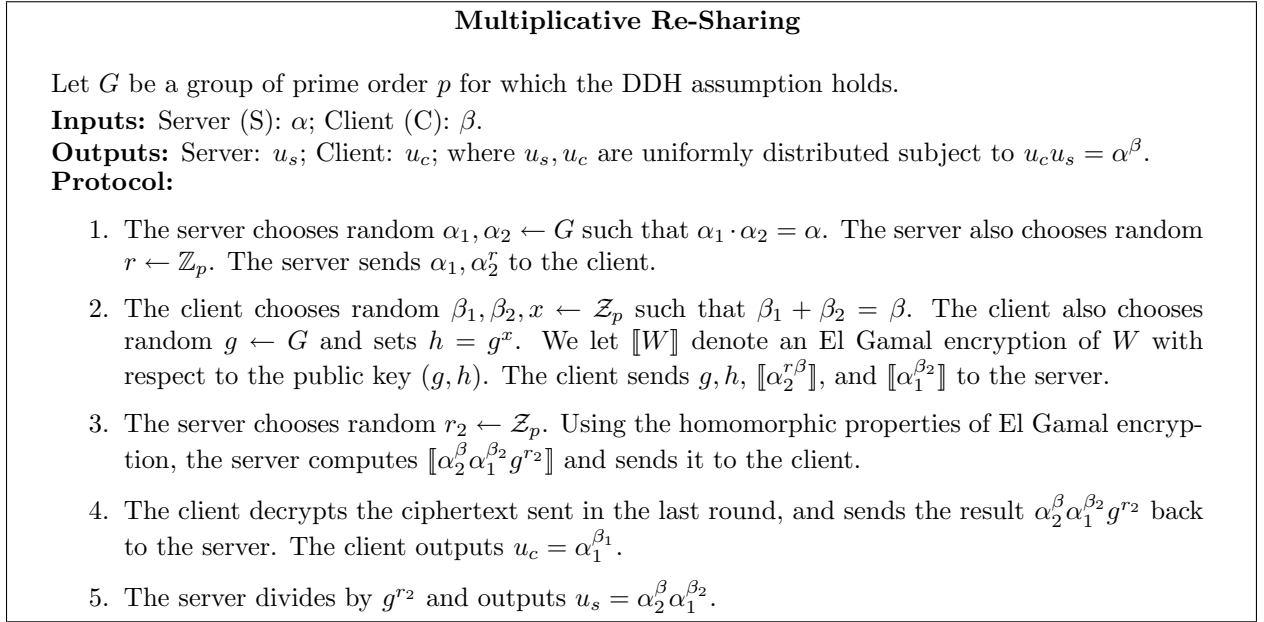 Multiplicative Re-Sharing
Let G be a group of prime order p for which the DDH assumption holds.
Inputs: Server (S): α; Client (C): β.
Outputs: Server: u_s; Client: u_c; where u_s, u_c are uniformly distributed subject to u_c u_s = α^β.
Protocol:
1. The server chooses random α_1, α_2 ← G such that α_1 · α_2 = α. The server also chooses random
r ← ℤ_p. The server sends α_1, α_2^r to the client.
2. The client chooses random β_1, β_2, x ← 𝒵_p such that β_1 + β_2 = β. The client also chooses
random g ← G and sets h = g^x. We let ⟦W⟧ denote an El Gamal encryption of W with
respect to the public key (g, h). The client sends g, h, ⟦α_2^{rβ}⟧, and ⟦α_1^{β_2}⟧ to the server.
3. The server chooses random r_2 ← 𝒵_p. Using the homomorphic properties of El Gamal encryp-
tion, the server computes ⟦α_2^β α_1^{β_2} g^{r_2}⟧ and sends it to the client.
4. The client decrypts the ciphertext sent in the last round, and sends the result α_2^β α_1^{β_2} g^{r_2} back
to the server. The client outputs u_c = α_1^{β_1}.
5. The server divides by g^{r_2} and outputs u_s = α_2^β α_1^{β_2}.